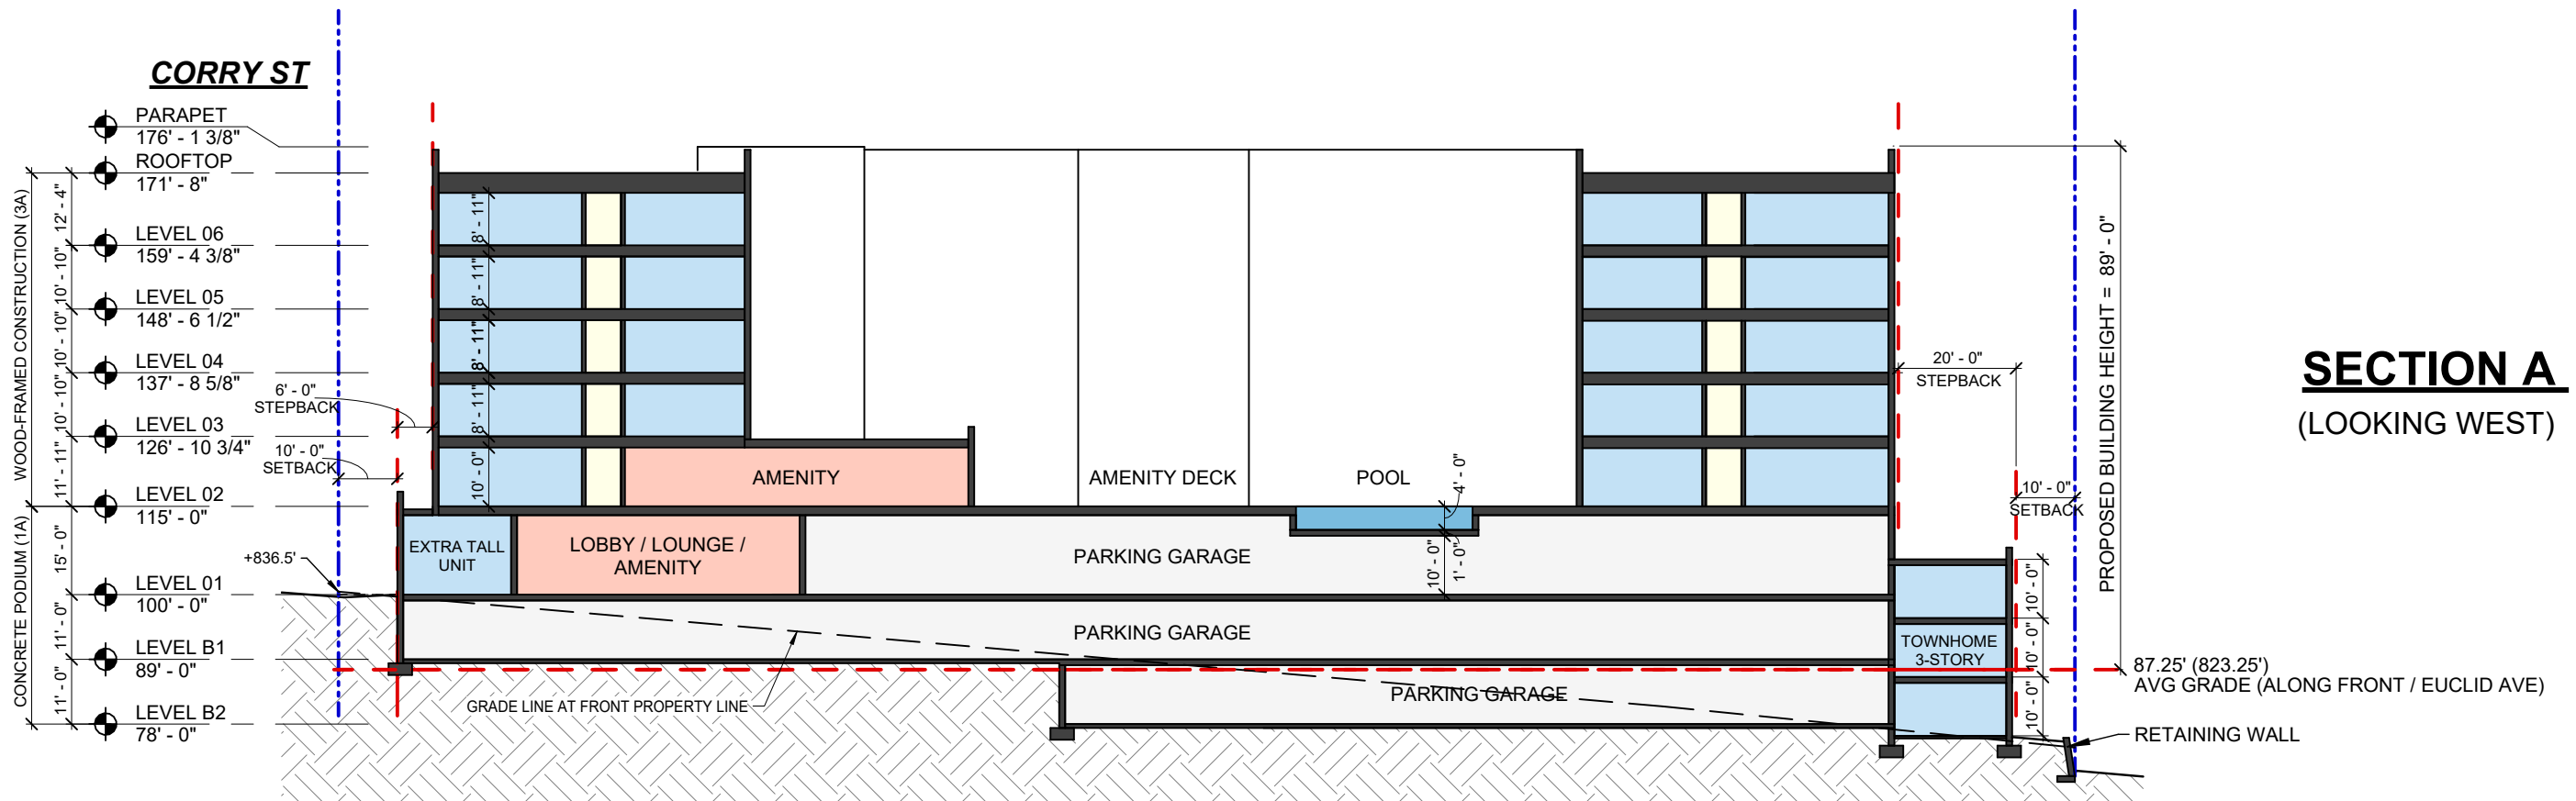 CORRY ST
PARAPET
176' - 1 3/8"
ROOFTOP
171' - 8"
LEVEL 06
159' - 4 3/8"
LEVEL 05
148' - 6 1/2"
LEVEL 04
137' - 8 5/8"
LEVEL 03
126' - 10 3/4"
LEVEL 02
115' - 0"
LEVEL 01
100' - 0"
LEVEL B1
89' - 0"
LEVEL B2
78' - 0"
WOOD-FRAMED CONSTRUCTION (3A)
CONCRETE PODIUM (1A)
12' - 4"
10' - 10"
10' - 10"
10' - 10"
11' - 11"
15' - 0"
11' - 0"
11' - 0"
6' - 0"
STEPBACK
10' - 0"
SETBACK
+836.5'
8' - 11"
8' - 11"
8' - 11"
8' - 11"
10' - 0"
AMENITY
AMENITY DECK
POOL
4' - 0"
EXTRA TALL
UNIT
LOBBY / LOUNGE /
AMENITY
PARKING GARAGE
10' - 0"
1' - 0"
PARKING GARAGE
PARKING GARAGE
GRADE LINE AT FRONT PROPERTY LINE
TOWNHOME
3-STORY
10' - 0"
10' - 0"
10' - 0"
20' - 0"
STEPBACK
10' - 0"
SETBACK
PROPOSED BUILDING HEIGHT = 89' - 0"
87.25' (823.25')
AVG GRADE (ALONG FRONT / EUCLID AVE)
RETAINING WALL
SECTION A
(LOOKING WEST)